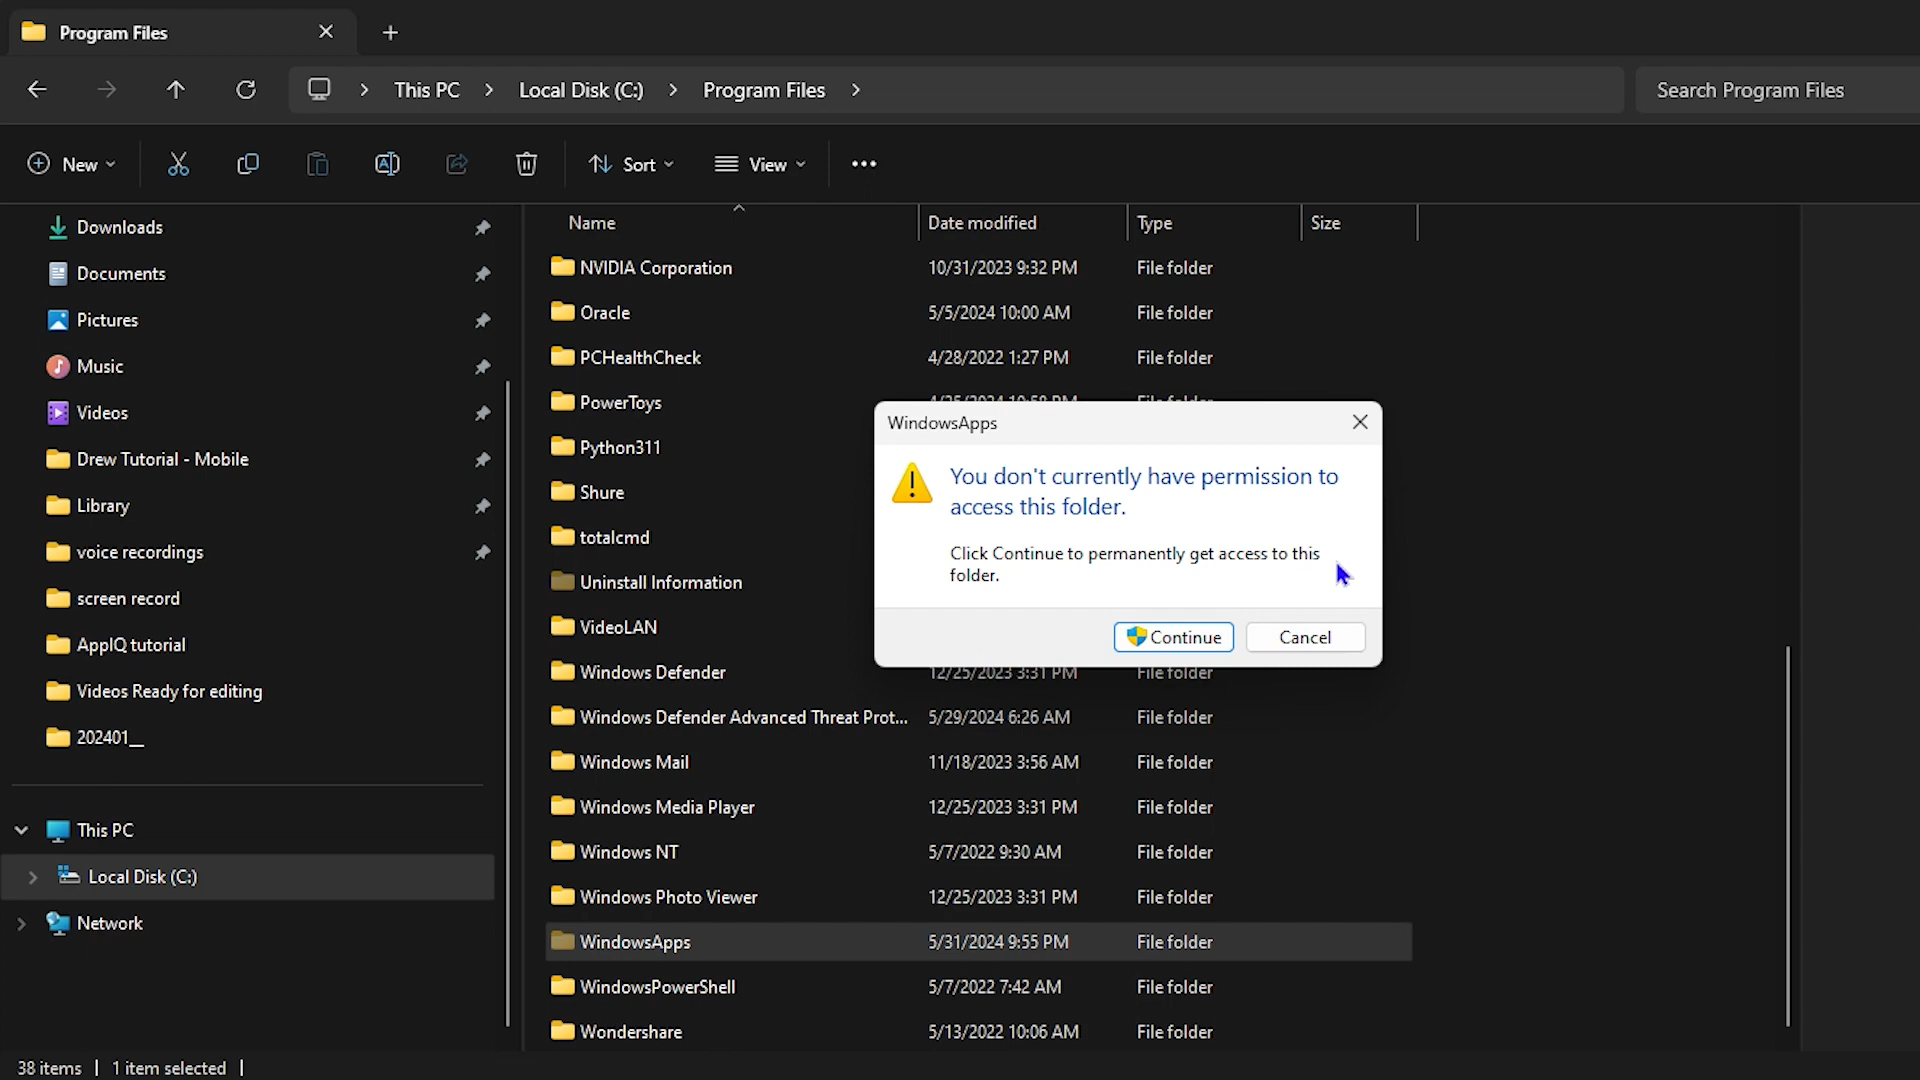 Program Files
This PC
Local Disk (C:)
Program Files
Search Program Files
New
Sort
View
Downloads
Documents
Pictures
Music
Videos
Drew Tutorial - Mobile
Library
voice recordings
screen record
ApplQ tutorial
Videos Ready for editing
202401__
This PC
Local Disk (C:)
Network
Name Date modified Type Size
NVIDIA Corporation 10/31/2023 9:32 PM File folder
Oracle 5/5/2024 10:00 AM File folder
PCHealthCheck 4/28/2022 1:27 PM File folder
PowerToys
Python311
Shure
totalcmd
Uninstall Information
VideoLAN
Windows Defender 12/25/2023 3:31 PM File folder
Windows Defender Advanced Threat Prot... 5/29/2024 6:26 AM File folder
Windows Mail 11/18/2023 3:56 AM File folder
Windows Media Player 12/25/2023 3:31 PM File folder
Windows NT 5/7/2022 9:30 AM File folder
Windows Photo Viewer 12/25/2023 3:31 PM File folder
WindowsApps 5/31/2024 9:55 PM File folder
WindowsPowerShell 5/7/2022 7:42 AM File folder
Wondershare 5/13/2022 10:06 AM File folder
WindowsApps
You don't currently have permission to
access this folder.
Click Continue to permanently get access to this
folder.
Continue
Cancel
38 items
1 item selected